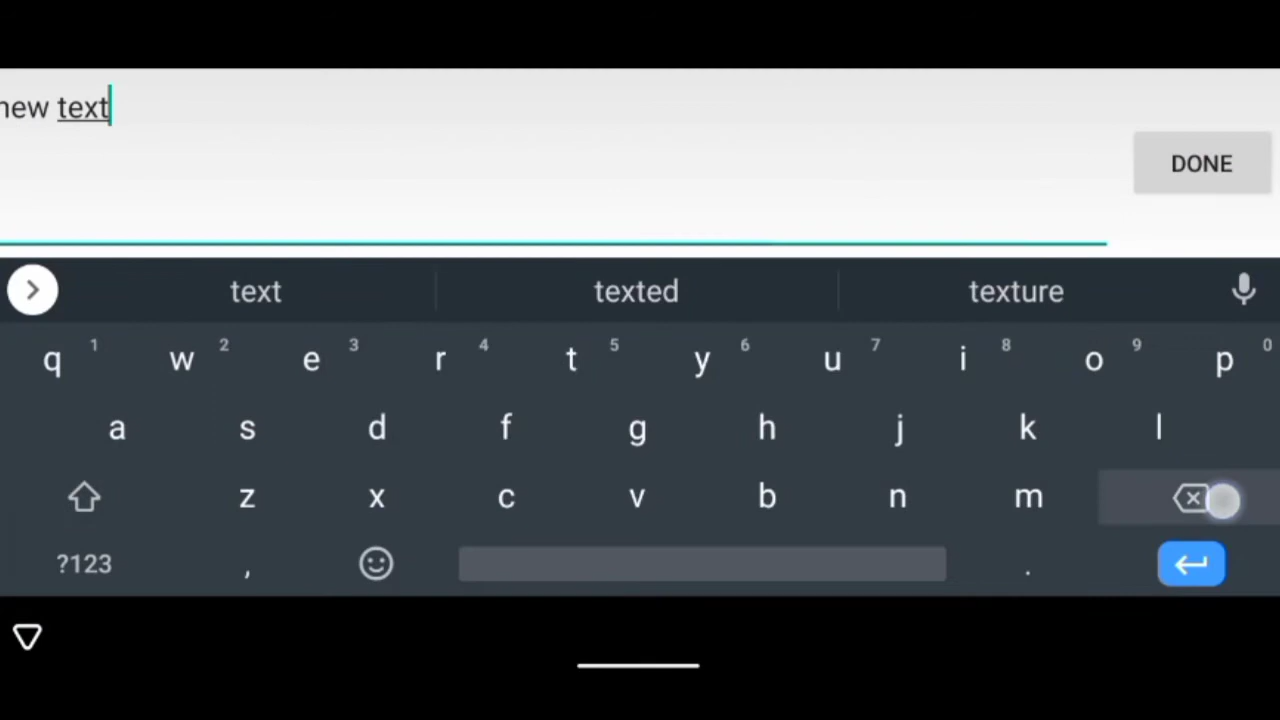 new text
DONE
text texted texture
q 1 w 2 e 3 r 4 t 5 y 6 u 7 i 8 o 9 p 0
a s d f g h j k l
z x c v b n m
?123 , .